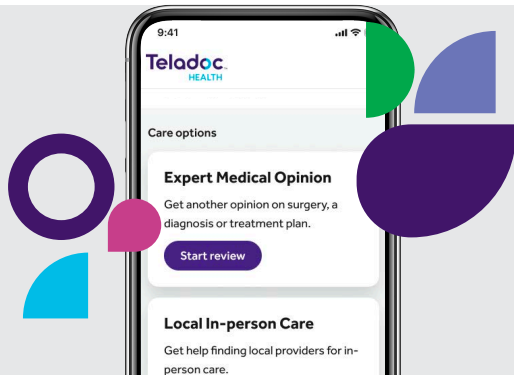 9:41
Teladoc
HEALTH
Care options
Expert Medical Opinion
Get another opinion on surgery, a
diagnosis or treatment plan.
Start review
Local In-person Care
Get help finding local providers for in-
person care.